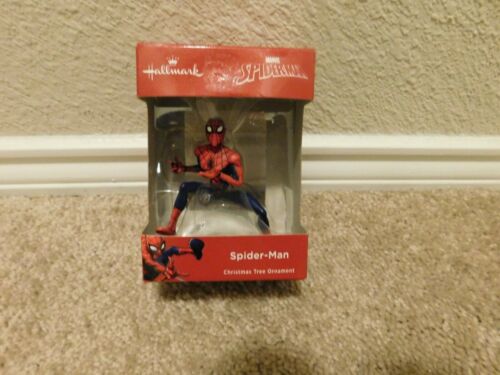 Hallmark
MARVEL
SPIDER-MAN
Spider-Man
Christmas Tree Ornament